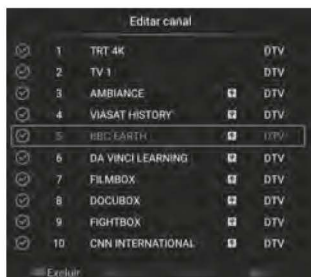 Editar canal
1 TRT 4K DTV
2 TV 1 DTV
3 AMBIANCE DTV
4 VIASAT HISTORY DTV
5 BBC EARTH DTV
6 DA VINCI LEARNING DTV
7 FILMBOX DTV
8 DOCUBOX DTV
9 FIGHTBOX DTV
10 CNN INTERNATIONAL DTV
Excluir